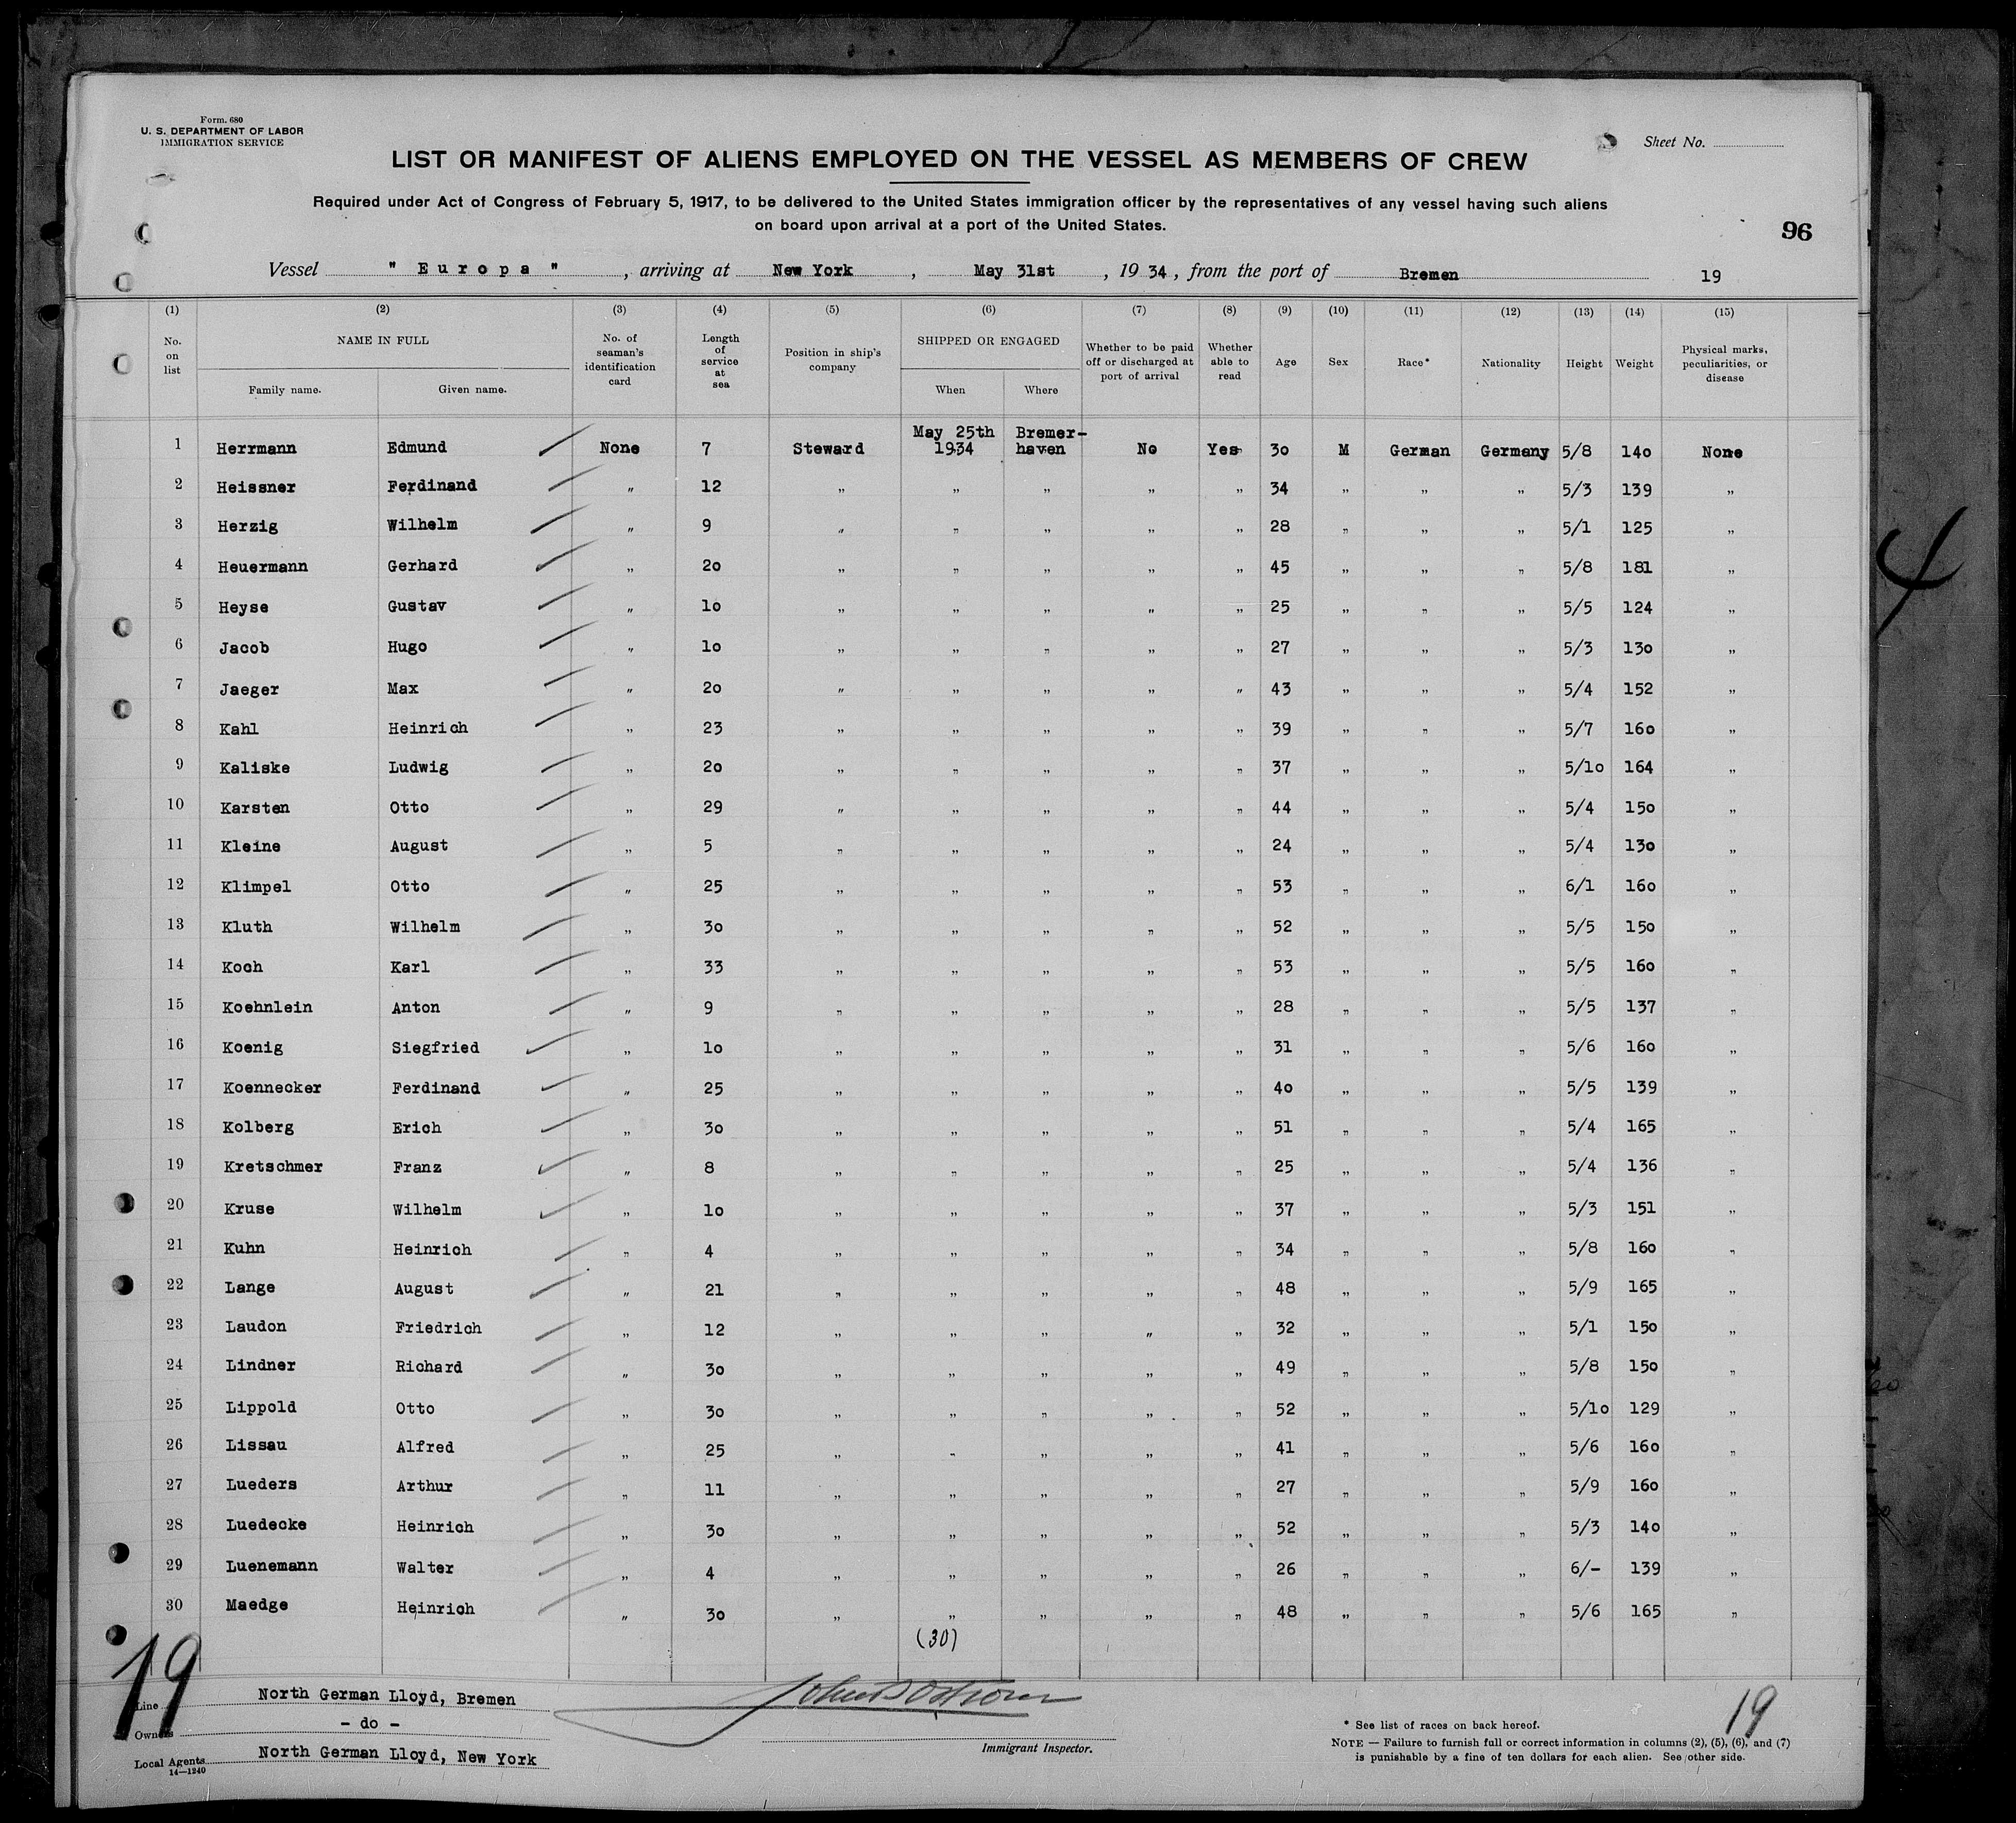 Form. 680
U. S. DEPARTMENT OF LABOR
IMMIGRATION SERVICE
Sheet No.
LIST OR MANIFEST OF ALIENS EMPLOYED ON THE VESSEL AS MEMBERS OF CREW
Required under Act of Congress of February 5, 1917, to be delivered to the United States immigration officer by the representatives of any vessel having such aliens
on board upon arrival at a port of the United States.
96
Vessel " Europa ", arriving at New York, May 31st, 1934, from the port of Bremen 19
(1) (2) (3) (4) (5) (6) (7) (8) (9) (10) (11) (12) (13) (14) (15)
No. on list NAME IN FULL Family name. Given name. No. of seaman's identification card Length of service at sea Position in ship's company SHIPPED OR ENGAGED When Where Whether to be paid off or discharged at port of arrival Whether able to read Age Sex Race* Nationality Height Weight Physical marks, peculiarities, or disease
1 Herrmann Edmund None 7 Steward May 25th 1934 Bremer-haven No Yes 30 M German Germany 5/8 140 None
2 Heissner Ferdinand " 12 " " " " " 34 " " " 5/3 139 "
3 Herzig Wilhelm " 9 " " " " " 28 " " " 5/1 125 "
4 Heuermann Gerhard " 20 " " " " " 45 " " " 5/8 181 "
5 Heyse Gustav " 10 " " " " " 25 " " " 5/5 124 "
6 Jacob Hugo " 10 " " " " " 27 " " " 5/3 130 "
7 Jaeger Max " 20 " " " " " 43 " " " 5/4 152 "
8 Kahl Heinrich " 23 " " " " " 39 " " " 5/7 160 "
9 Kaliske Ludwig " 20 " " " " " 37 " " " 5/10 164 "
10 Karsten Otto " 29 " " " " " 44 " " " 5/4 150 "
11 Kleine August " 5 " " " " " 24 " " " 5/4 130 "
12 Klimpel Otto " 25 " " " " " 53 " " " 6/1 160 "
13 Kluth Wilhelm " 30 " " " " " 52 " " " 5/5 150 "
14 Koch Karl " 33 " " " " " 53 " " " 5/5 160 "
15 Koehnlein Anton " 9 " " " " " 28 " " " 5/5 137 "
16 Koenig Siegfried " 10 " " " " " 31 " " " 5/6 160 "
17 Koennecker Ferdinand " 25 " " " " " 40 " " " 5/5 139 "
18 Kolberg Erich " 30 " " " " " 51 " " " 5/4 165 "
19 Kretschmer Franz " 8 " " " " " 25 " " " 5/4 136 "
20 Kruse Wilhelm " 10 " " " " " 37 " " " 5/3 151 "
21 Kuhn Heinrich " 4 " " " " " 34 " " " 5/8 160 "
22 Lange August " 21 " " " " " 48 " " " 5/9 165 "
23 Laudon Friedrich " 12 " " " " " 32 " " " 5/1 150 "
24 Lindner Richard " 30 " " " " " 49 " " " 5/8 150 "
25 Lippold Otto " 30 " " " " " 52 " " " 5/10 129 "
26 Lissau Alfred " 25 " " " " " 41 " " " 5/6 160 "
27 Lueders Arthur " 11 " " " " " 27 " " " 5/9 160 "
28 Luedecke Heinrich " 30 " " " " " 52 " " " 5/3 140 "
29 Luenemann Walter " 4 " " " " " 26 " " " 6/- 139 "
30 Maedge Heinrich " 30 " " " " " 48 " " " 5/6 165 "
(30)
4
19
Line North German Lloyd, Bremen
Owners - do -
Local Agents North German Lloyd, New York
14—1240
Immigrant Inspector.
* See list of races on back hereof.
NOTE — Failure to furnish full or correct information in columns (2), (5), (6), and (7)
is punishable by a fine of ten dollars for each alien. See other side.
19